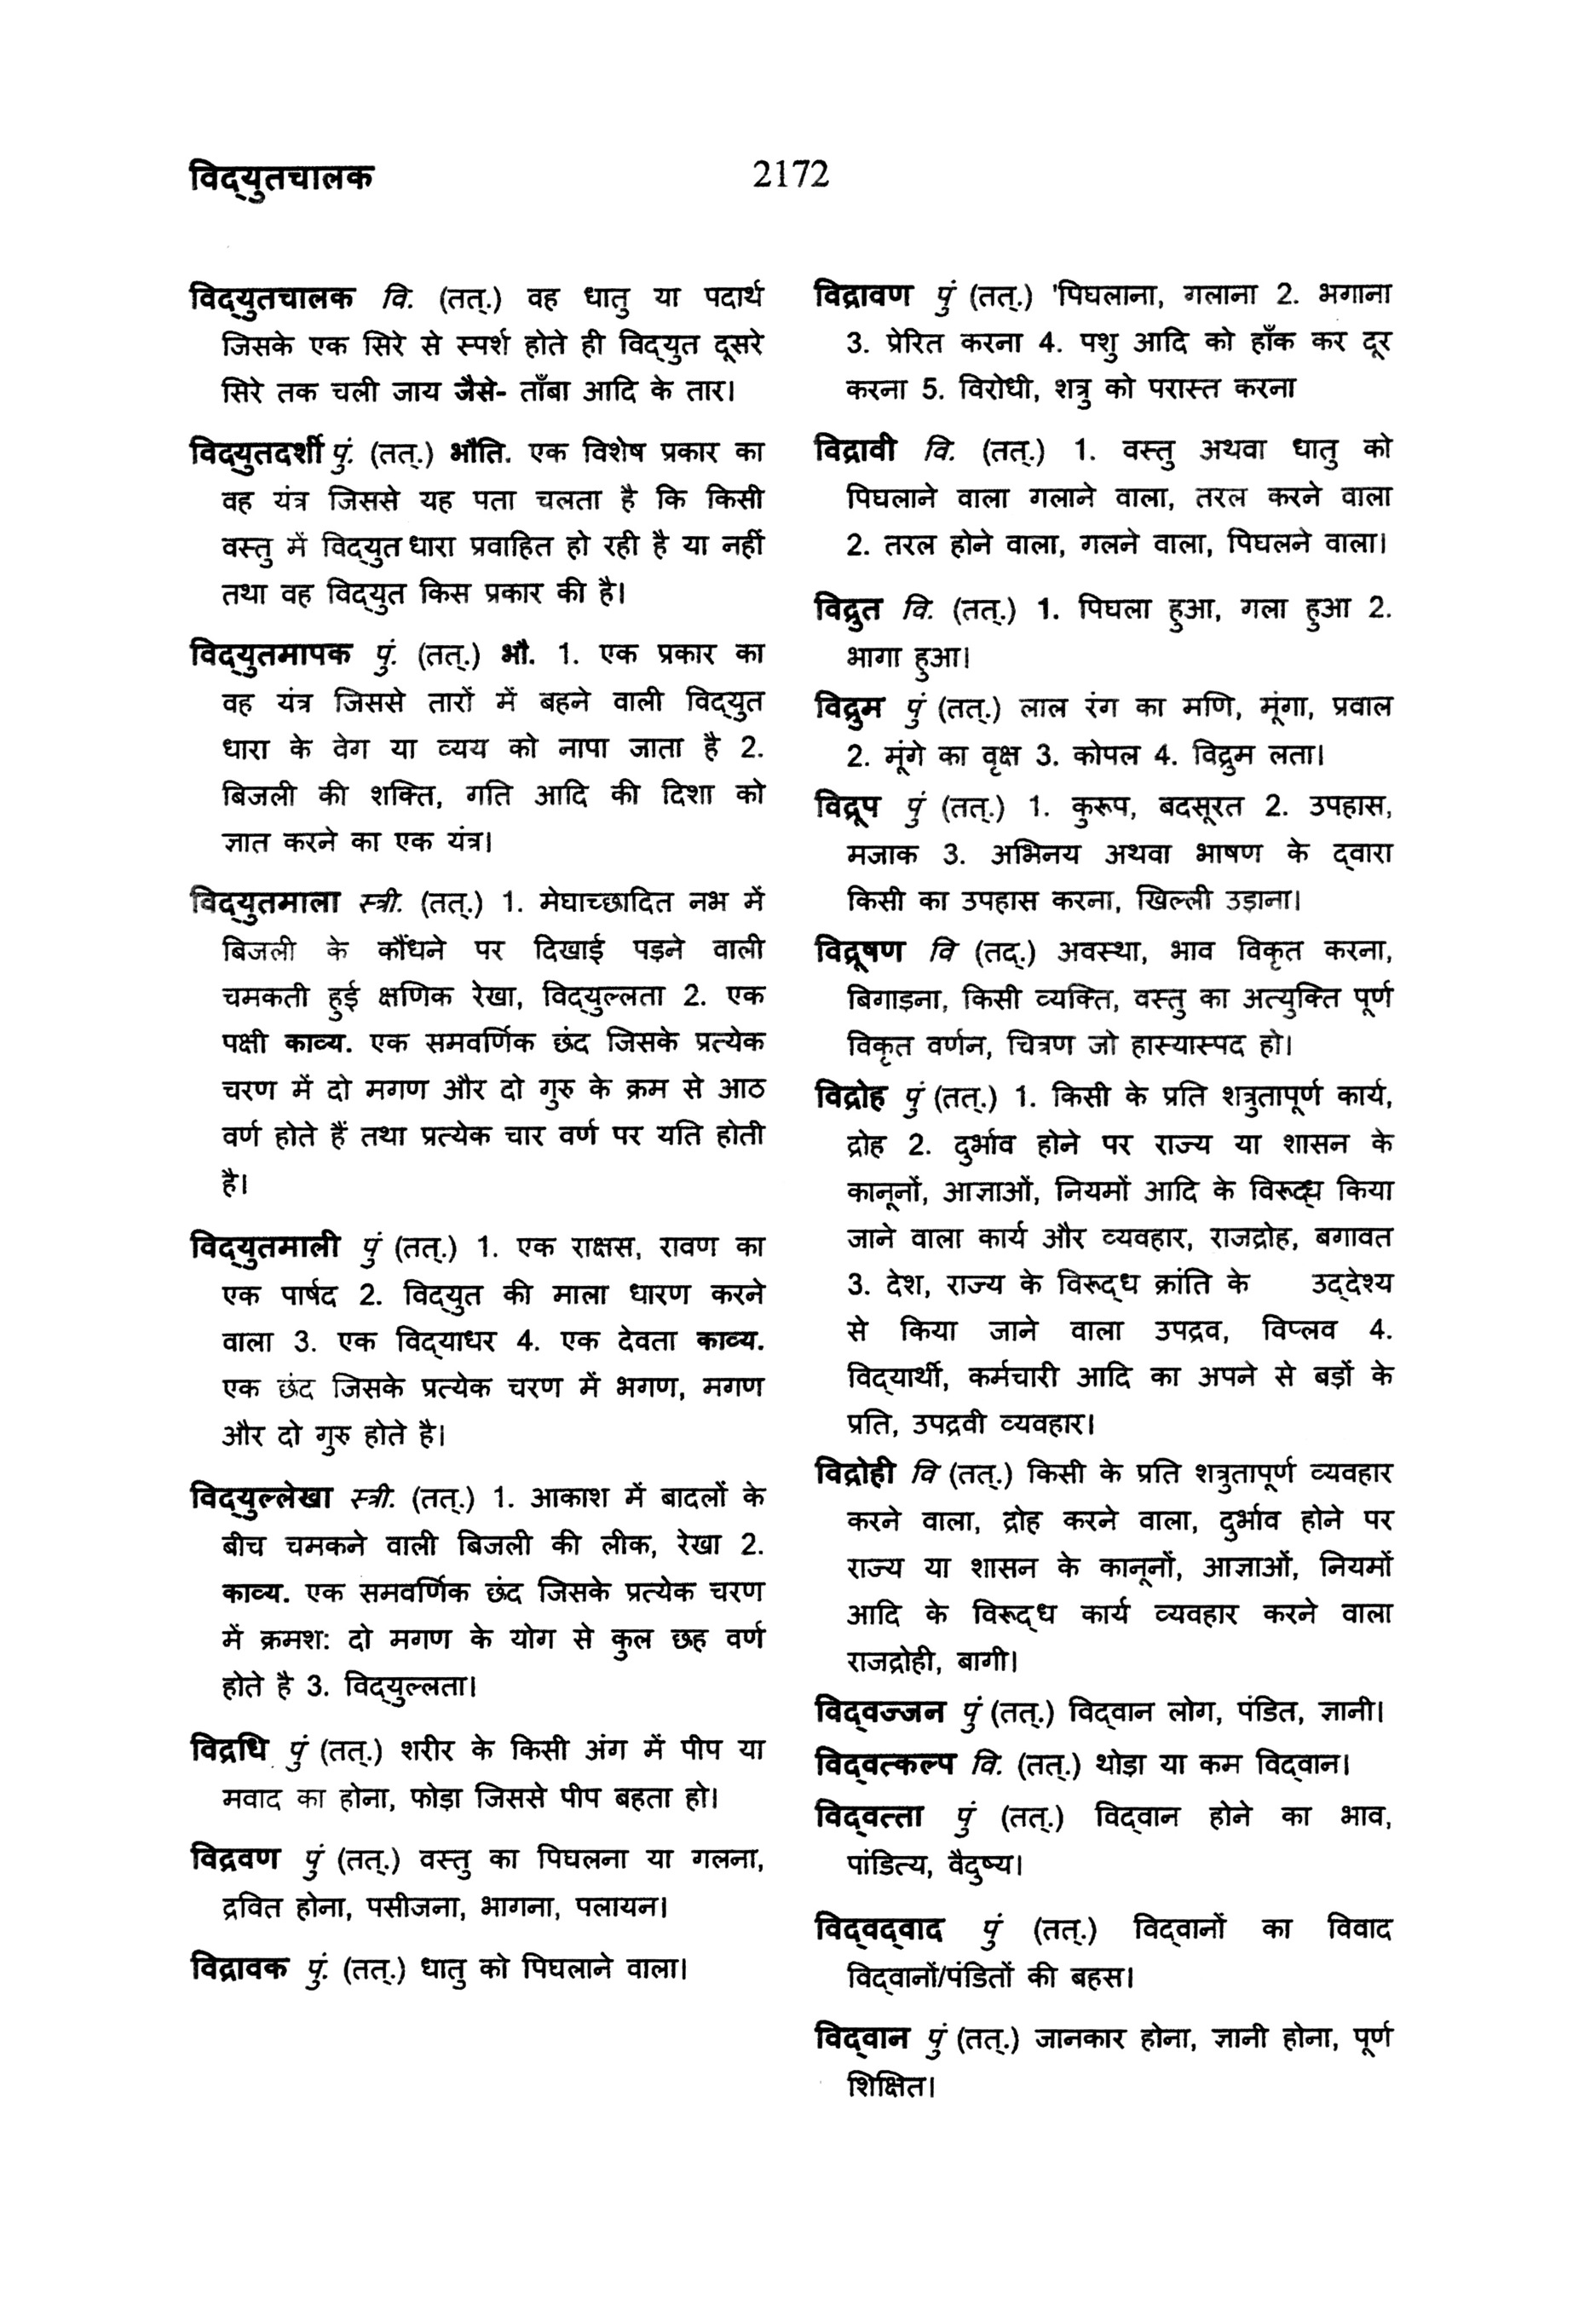 विद्‌युतचालक
2172
विद्‌युतचालक वि. (तत्.) वह धातु या पदार्थ
जिसके एक सिरे से स्पर्श होते ही विद्‌युत दूसरे
सिरे तक चली जाय जैसे- ताँबा आदि के तार।
विद्‌युतदर्शी पुं. (तत्.) भौति. एक विशेष प्रकार का
वह यंत्र जिससे यह पता चलता है कि किसी
वस्तु में विद्‌युत धारा प्रवाहित हो रही है या नहीं
तथा वह विद्‌युत किस प्रकार की है।
विद्‌युतमापक पुं. (तत्.) भौ. 1. एक प्रकार का
वह यंत्र जिससे तारों में बहने वाली विद्‌युत
धारा के वेग या व्यय को नापा जाता है 2.
बिजली की शक्ति, गति आदि की दिशा को
ज्ञात करने का एक यंत्र।
विद्‌युतमाला स्त्री. (तत्.) 1. मेघाच्छादित नभ में
बिजली के कौंधने पर दिखाई पड़ने वाली
चमकती हुई क्षणिक रेखा, विद्‌युल्लता 2. एक
पक्षी काव्य. एक समवर्णिक छंद जिसके प्रत्येक
चरण में दो मगण और दो गुरु के क्रम से आठ
वर्ण होते हैं तथा प्रत्येक चार वर्ण पर यति होती
है।
विद्‌युतमाली पुं (तत्.) 1. एक राक्षस, रावण का
एक पार्षद 2. विद्‌युत की माला धारण करने
वाला 3. एक विद्‌याधर 4. एक देवता काव्य.
एक छंद जिसके प्रत्येक चरण में भगण, मगण
और दो गुरु होते है।
विद्‌युल्लेखा स्त्री. (तत्.) 1. आकाश में बादलों के
बीच चमकने वाली बिजली की लीक, रेखा 2.
काव्य. एक समवर्णिक छंद जिसके प्रत्येक चरण
में क्रमश: दो मगण के योग से कुल छह वर्ण
होते है 3. विद्‌युल्लता।
विद्रधि पुं (तत्.) शरीर के किसी अंग में पीप या
मवाद का होना, फोड़ा जिससे पीप बहता हो।
विद्रवण पुं (तत्.) वस्तु का पिघलना या गलना,
द्रवित होना, पसीजना, भागना, पलायन।
विद्रावक पुं. (तत्.) धातु को पिघलाने वाला।
विद्रावण पुं (तत्.) 'पिघलाना, गलाना 2. भगाना
3. प्रेरित करना 4. पशु आदि को हाँक कर दूर
करना 5. विरोधी, शत्रु को परास्त करना
विद्रावी वि. (तत्.) 1. वस्तु अथवा धातु को
पिघलाने वाला गलाने वाला, तरल करने वाला
2. तरल होने वाला, गलने वाला, पिघलने वाला।
विद्रुत वि. (तत्.) 1. पिघला हुआ, गला हुआ 2.
भागा हुआ।
विद्रुम पुं (तत्.) लाल रंग का मणि, मूंगा, प्रवाल
2. मूंगे का वृक्ष 3. कोपल 4. विद्रुम लता।
विद्रूप पुं (तत्.) 1. कुरूप, बदसूरत 2. उपहास,
मजाक 3. अभिनय अथवा भाषण के द्‌वारा
किसी का उपहास करना, खिल्ली उड़ाना।
विद्रूषण वि (तद्.) अवस्था, भाव विकृत करना,
बिगाड़ना, किसी व्यक्ति, वस्तु का अत्युक्ति पूर्ण
विकृत वर्णन, चित्रण जो हास्यास्पद हो।
विद्रोह पुं (तत्.) 1. किसी के प्रति शत्रुतापूर्ण कार्य,
द्रोह 2. दुर्भाव होने पर राज्य या शासन के
कानूनों, आज्ञाओं, नियमों आदि के विरूद्ध किया
जाने वाला कार्य और व्यवहार, राजद्रोह, बगावत
3. देश, राज्य के विरूद्‌ध क्रांति के उद्‌देश्य
से किया जाने वाला उपद्रव, विप्लव 4.
विद्‌यार्थी, कर्मचारी आदि का अपने से बड़ों के
प्रति, उपद्रवी व्यवहार।
विद्रोही वि (तत्.) किसी के प्रति शत्रुतापूर्ण व्यवहार
करने वाला, द्रोह करने वाला, दुर्भाव होने पर
राज्य या शासन के कानूनों, आज्ञाओं, नियमों
आदि के विरूद्‌ध कार्य व्यवहार करने वाला
राजद्रोही, बागी।
विद्‌वज्जन पुं (तत्.) विद्‌वान लोग, पंडित, ज्ञानी।
विद्‌वत्कल्प वि. (तत्.) थोड़ा या कम विद्‌वान।
विद्‌वत्ता पुं (तत्.) विद्‌वान होने का भाव,
पांडित्य, वैदुष्य।
विद्‌वद्‌वाद पुं (तत्.) विद्‌वानों का विवाद
विद्‌वानों/पंडितों की बहस।
विद्‌वान पुं (तत्.) जानकार होना, ज्ञानी होना, पूर्ण
शिक्षित।